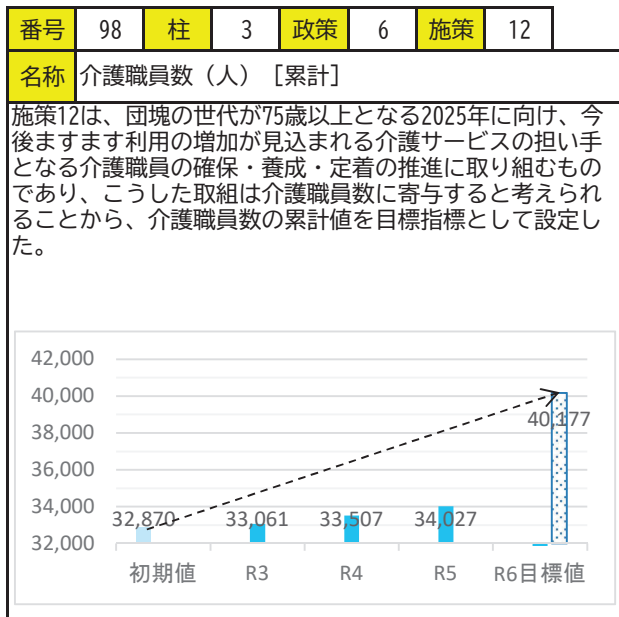 番号 98 柱 3 政策 6 施策 12
名称 介護職員数（人）［累計］
施策12は、団塊の世代が75歳以上となる2025年に向け、今
後ますます利用の増加が見込まれる介護サービスの担い手
となる介護職員の確保・養成・定着の推進に取り組むもの
であり、こうした取組は介護職員数に寄与すると考えられ
ることから、介護職員数の累計値を目標指標として設定し
た。
42,000
40,000
38,000
36,000
34,000
32,000
40,177
32,870 33,061 33,507 34,027
初期値 R3 R4 R5 R6目標値